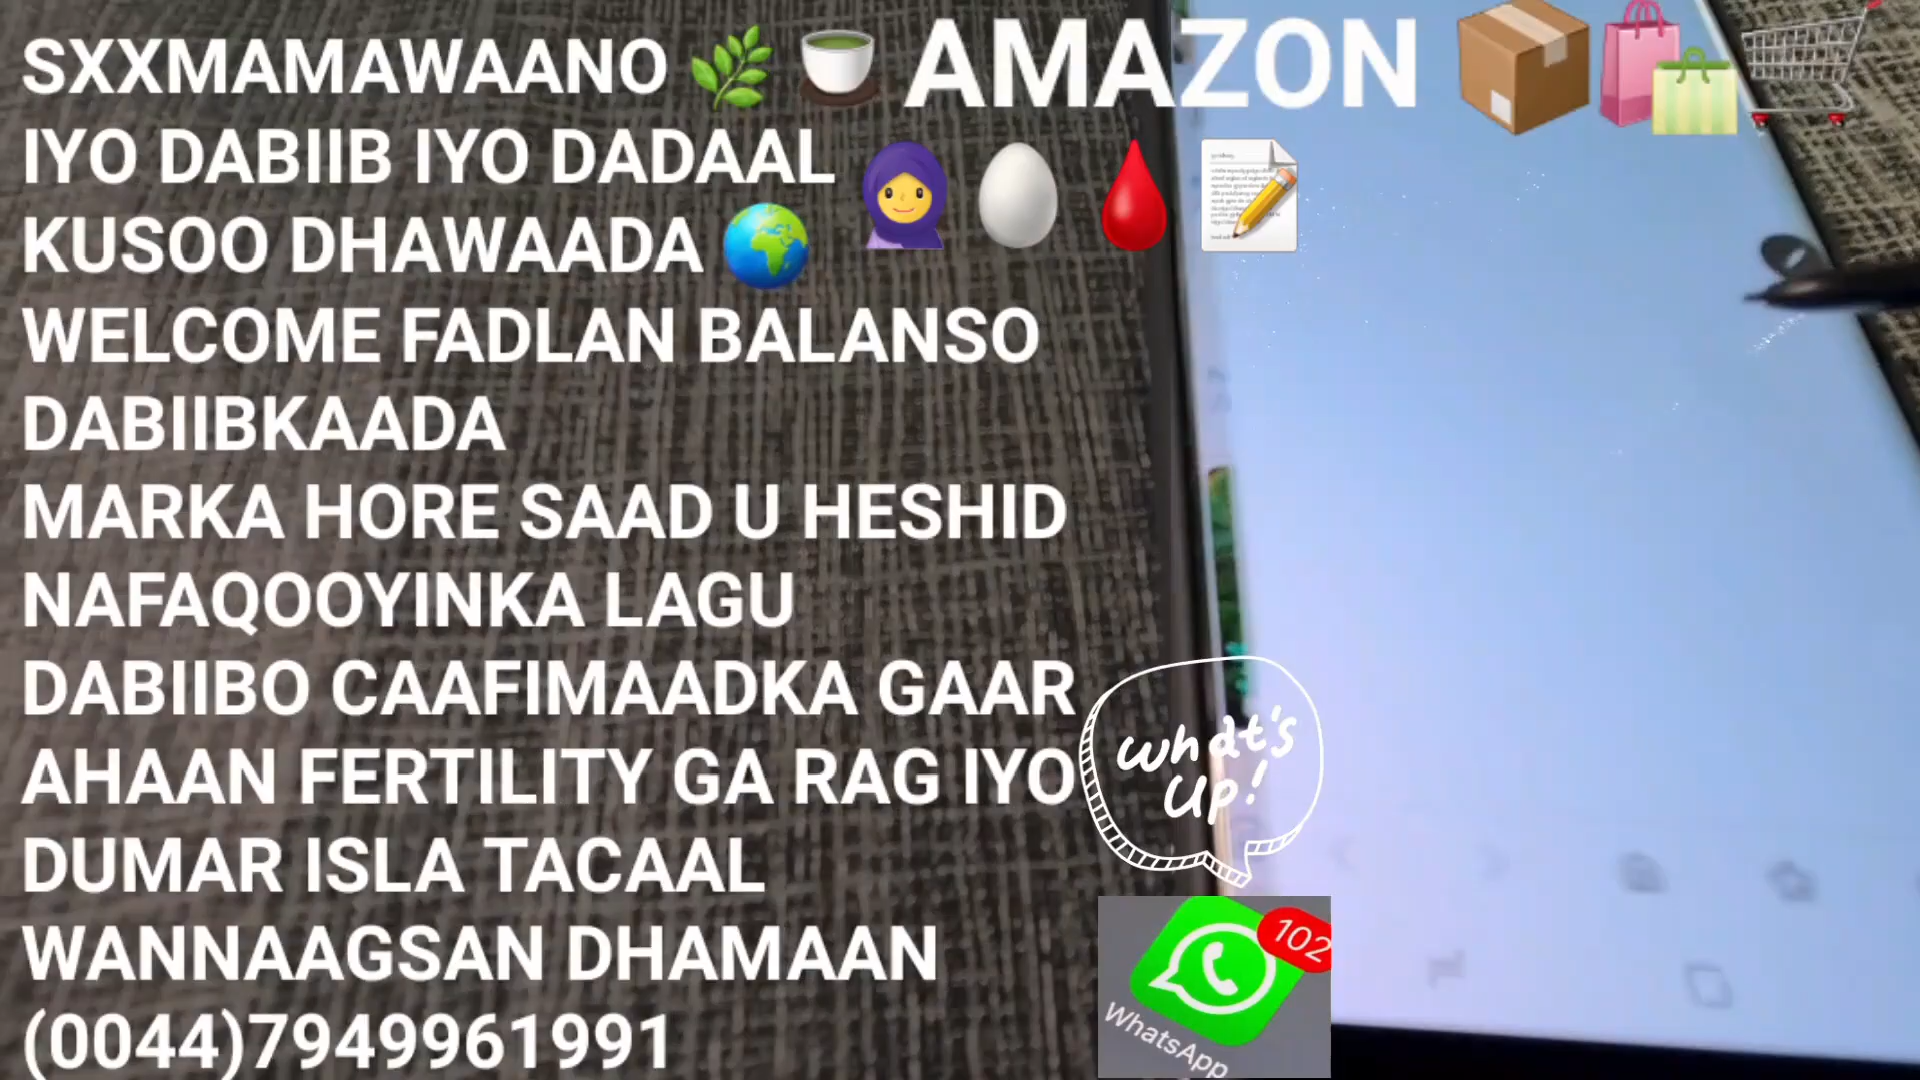 SXXMAMAWAANO 🌿 🍵 AMAZON 📦🛍️🛒
IYO DABIIB IYO DADAAL 🧕 🥚 🩸 📝
KUSOO DHAWAADA 🌍
WELCOME FADLAN BALANSO
DABIIBKAADA
MARKA HORE SAAD U HESHID
NAFAQOOYINKA LAGU
DABIIBO CAAFIMAADKA GAAR
AHAAN FERTILITY GA RAG IYO
DUMAR ISLA TACAAL
WANNAAGSAN DHAMAAN
(0044)7949961991
what's
up!
102
WhatsApp